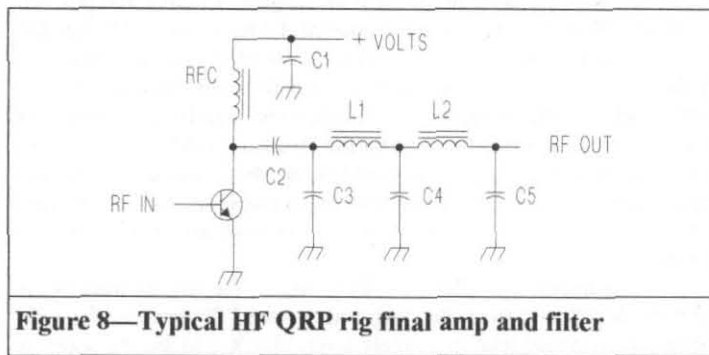 + VOLTS
C1
RFC
L1
L2
RF OUT
C2
C3
C4
C5
RF IN
Figure 8—Typical HF QRP rig final amp and filter